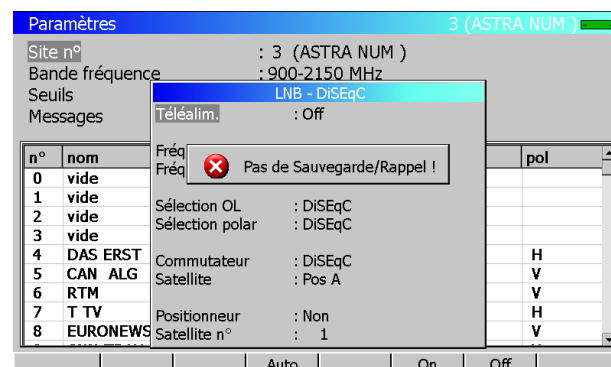 Paramètres 3 (ASTRA NUM )
Site nº : 3 (ASTRA NUM )
Bande fréquence : 900-2150 MHz
Seuils
Messages
LNB - DiSEqC
Téléalim. : Off
Fréq
Fréq
Pas de Sauvegarde/Rappel !
Sélection OL : DiSEqC
Sélection polar : DiSEqC
Commutateur : DiSEqC
Satellite : Pos A
Positionneur : Non
Satellite n° : 1
n° nom pol
0 vide
1 vide
2 vide
3 vide
4 DAS ERST H
5 CAN ALG V
6 RTM V
7 T TV H
8 EURONEWS V
Auto On Off